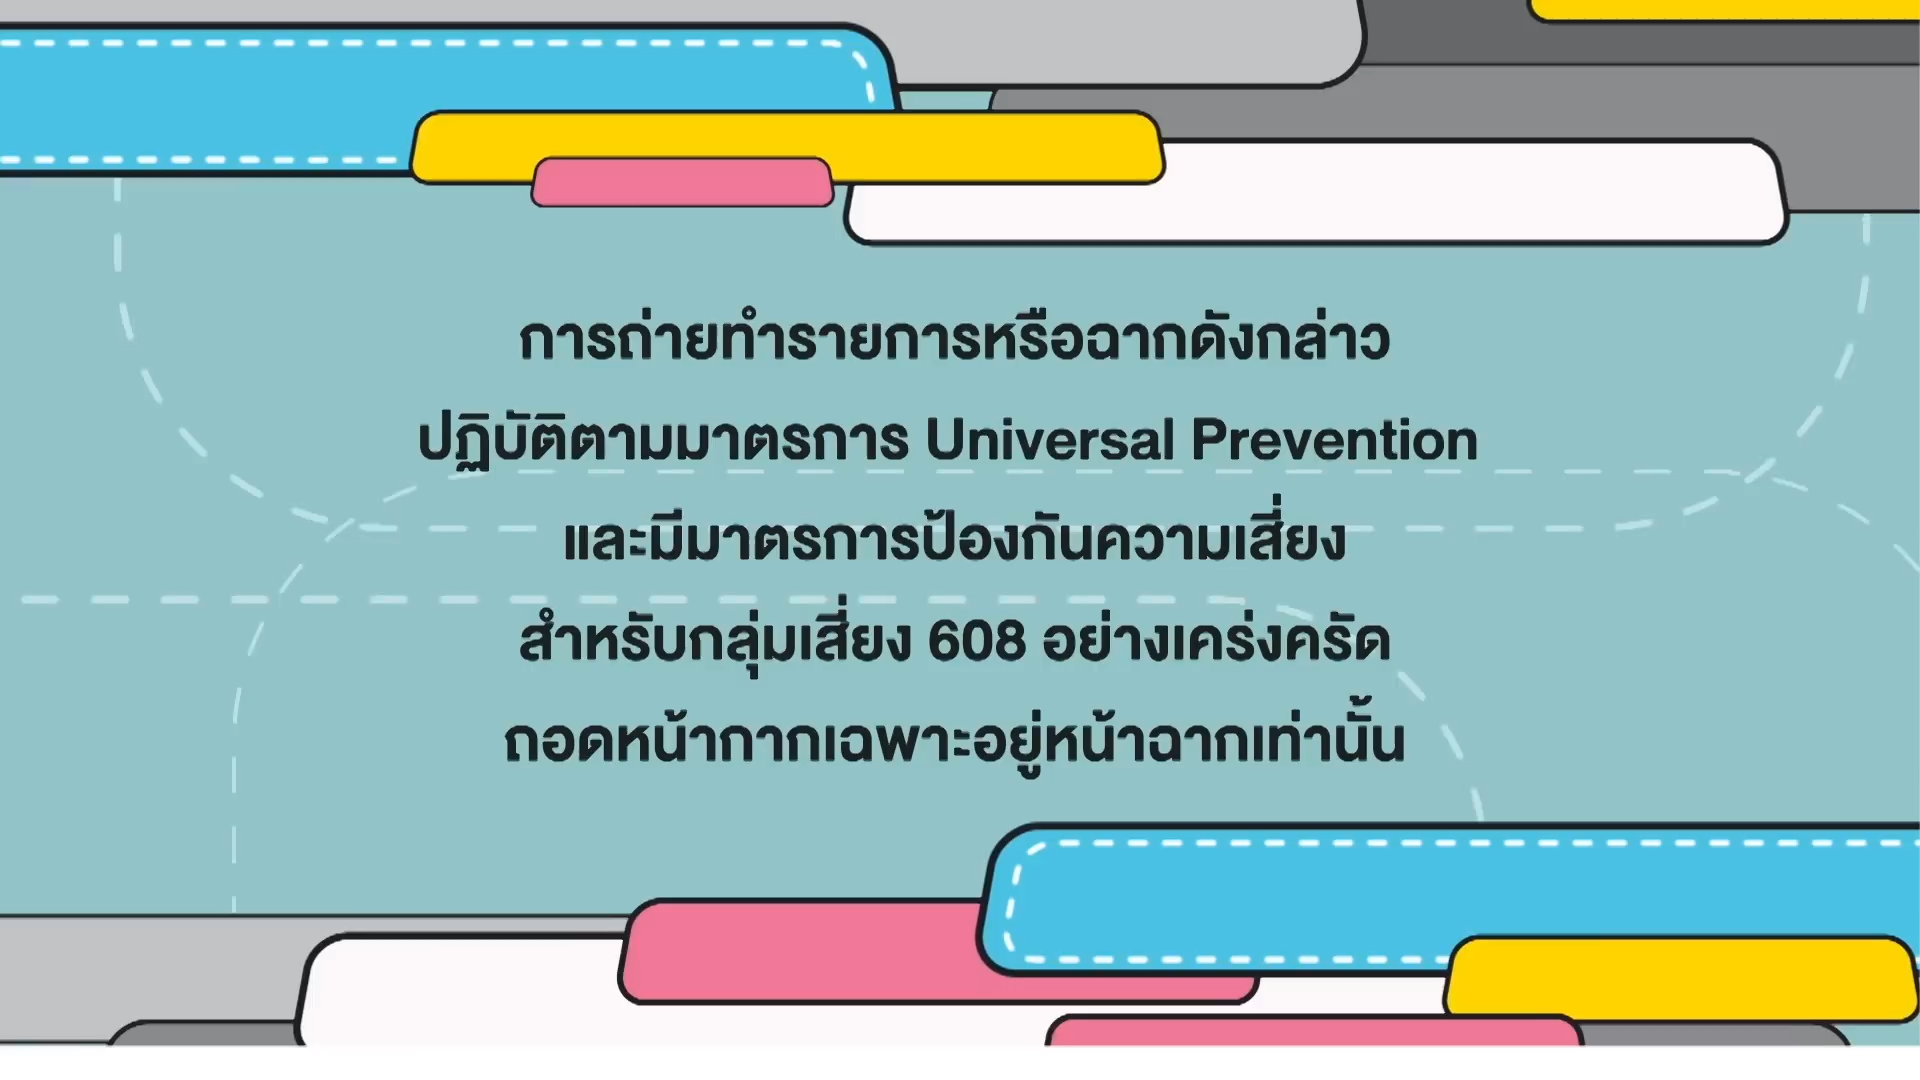 การถ่ายทำรายการหรือฉากดังกล่าว
ปฏิบัติตามมาตรการ Universal Prevention
และมีมาตรการป้องกันความเสี่ยง
สำหรับกลุ่มเสี่ยง 608 อย่างเคร่งครัด
ถอดหน้ากากเฉพาะอยู่หน้าฉากเท่านั้น